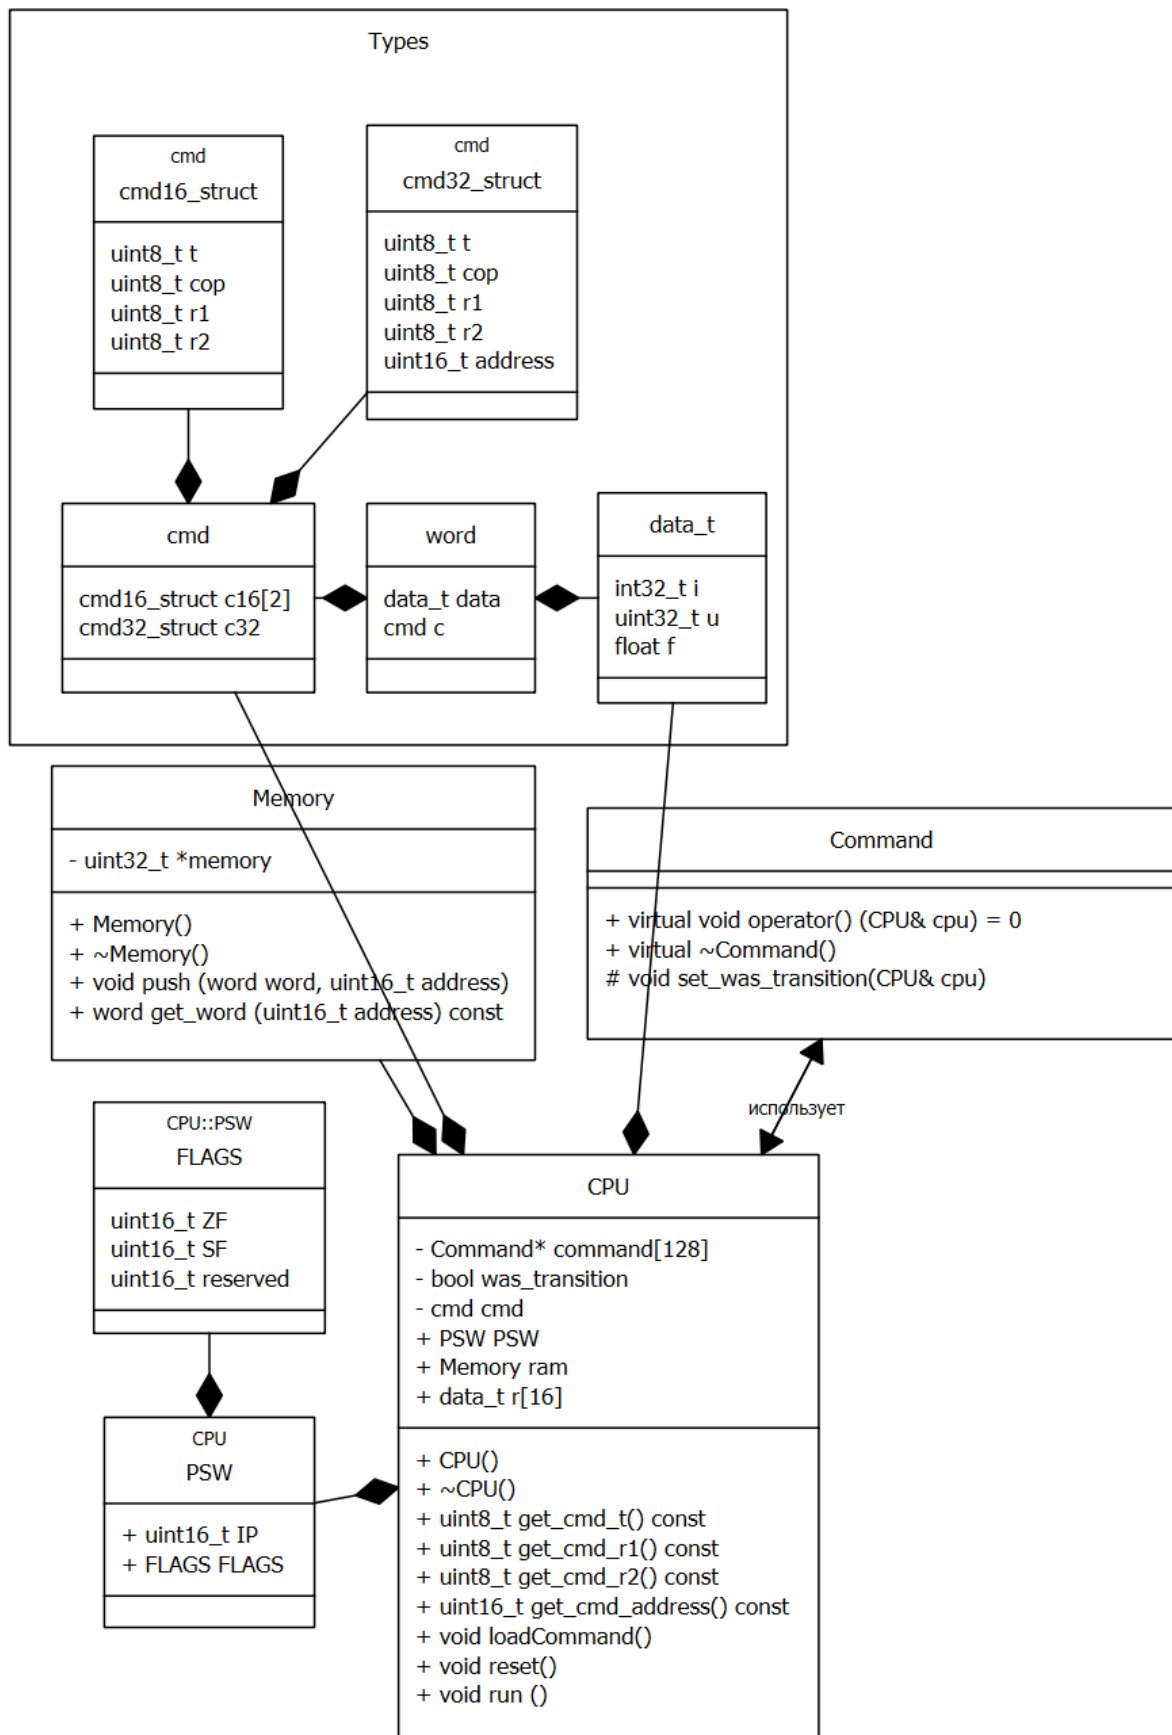 Types
cmd
cmd16_struct
uint8_t t
uint8_t cop
uint8_t r1
uint8_t r2
cmd
cmd32_struct
uint8_t t
uint8_t cop
uint8_t r1
uint8_t r2
uint16_t address
cmd
cmd16_struct c16[2]
cmd32_struct c32
word
data_t data
cmd c
data_t
int32_t i
uint32_t u
float f
Memory
- uint32_t *memory
+ Memory()
+ ~Memory()
+ void push (word word, uint16_t address)
+ word get_word (uint16_t address) const
Command
+ virtual void operator() (CPU& cpu) = 0
+ virtual ~Command()
# void set_was_transition(CPU& cpu)
использует
CPU::PSW
FLAGS
uint16_t ZF
uint16_t SF
uint16_t reserved
CPU
PSW
+ uint16_t IP
+ FLAGS FLAGS
CPU
- Command* command[128]
- bool was_transition
- cmd cmd
+ PSW PSW
+ Memory ram
+ data_t r[16]
+ CPU()
+ ~CPU()
+ uint8_t get_cmd_t() const
+ uint8_t get_cmd_r1() const
+ uint8_t get_cmd_r2() const
+ uint16_t get_cmd_address() const
+ void loadCommand()
+ void reset()
+ void run ()